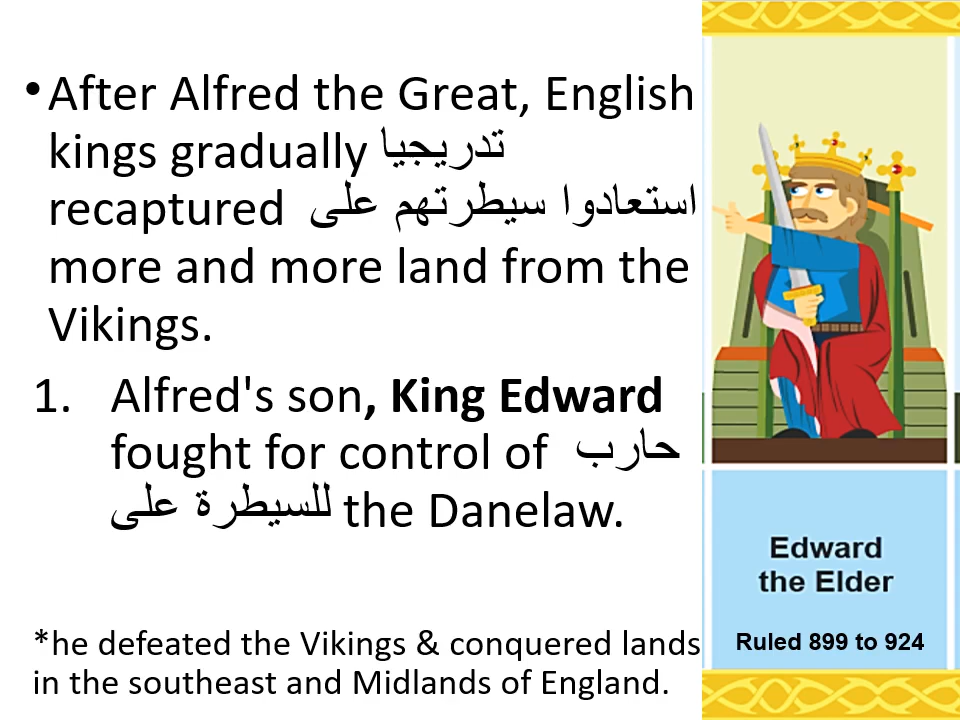 • After Alfred the Great, English
kings gradually تدريجيا
recaptured استعادوا سيطرتهم على
more and more land from the
Vikings.
1. Alfred's son, King Edward
fought for control of حارب
للسيطرة على the Danelaw.
*he defeated the Vikings & conquered lands
in the southeast and Midlands of England.
Edward
the Elder
Ruled 899 to 924